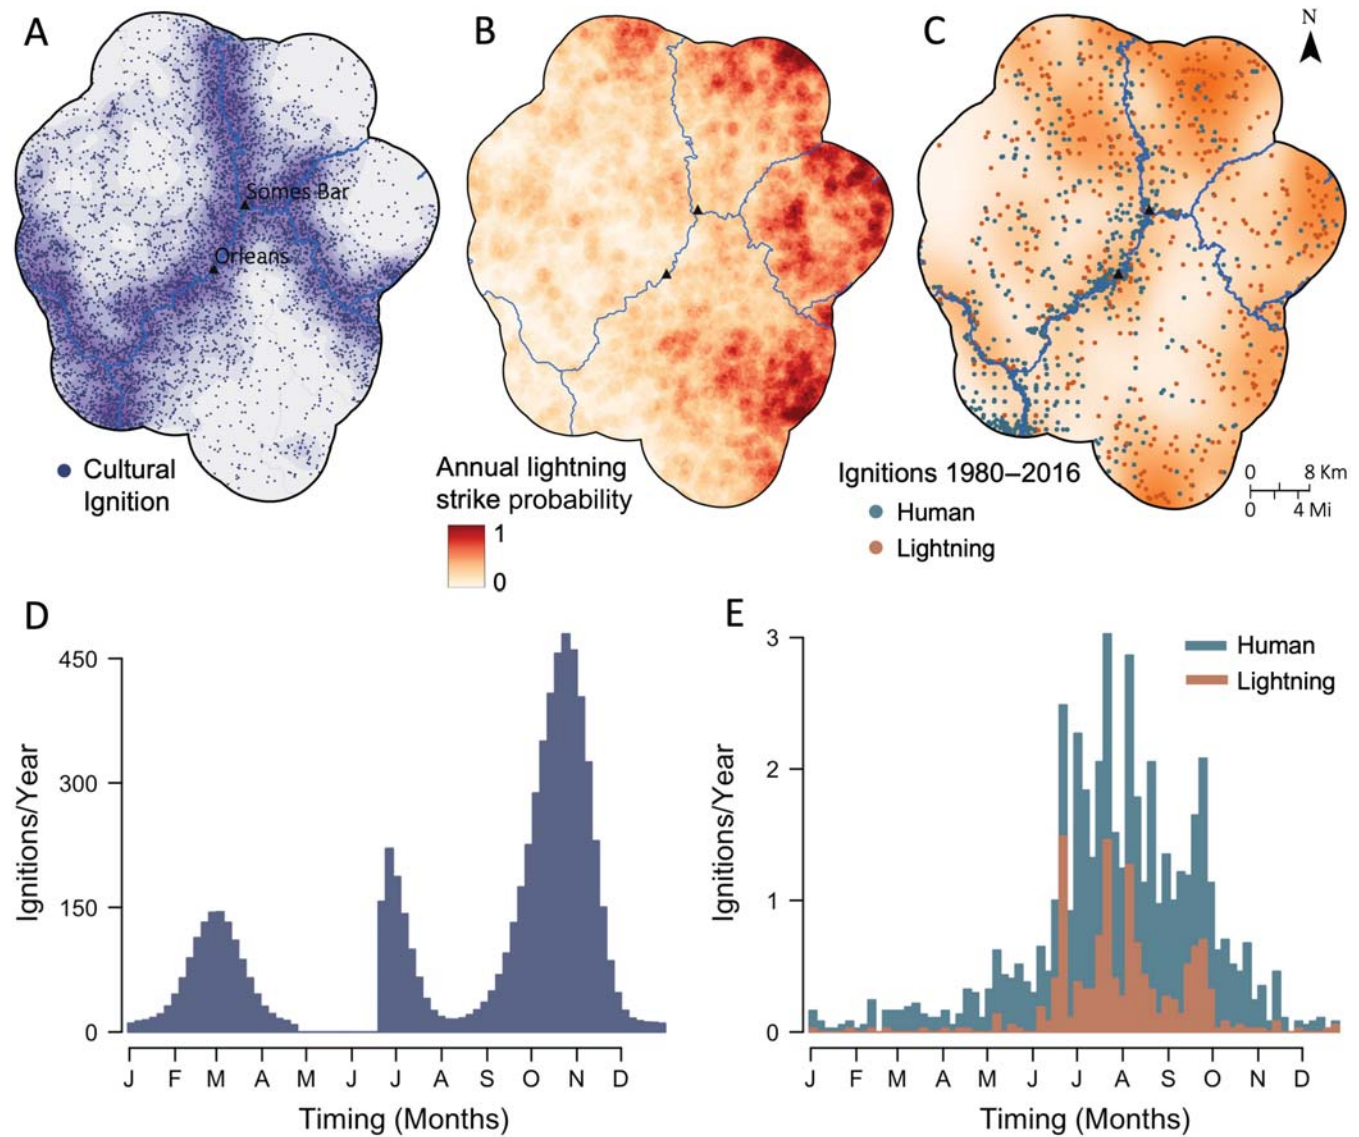 A
B
C
N
Somes Bar
Orleans
Cultural
Ignition
Annual lightning
strike probability
1
0
Ignitions 1980–2016
Human
Lightning
0 8 Km
0 4 Mi
D
450
300
150
0
Ignitions/Year
J F M A M J J A S O N D
Timing (Months)
E
3
2
1
0
Ignitions/Year
Human
Lightning
J F M A M J J A S O N D
Timing (Months)